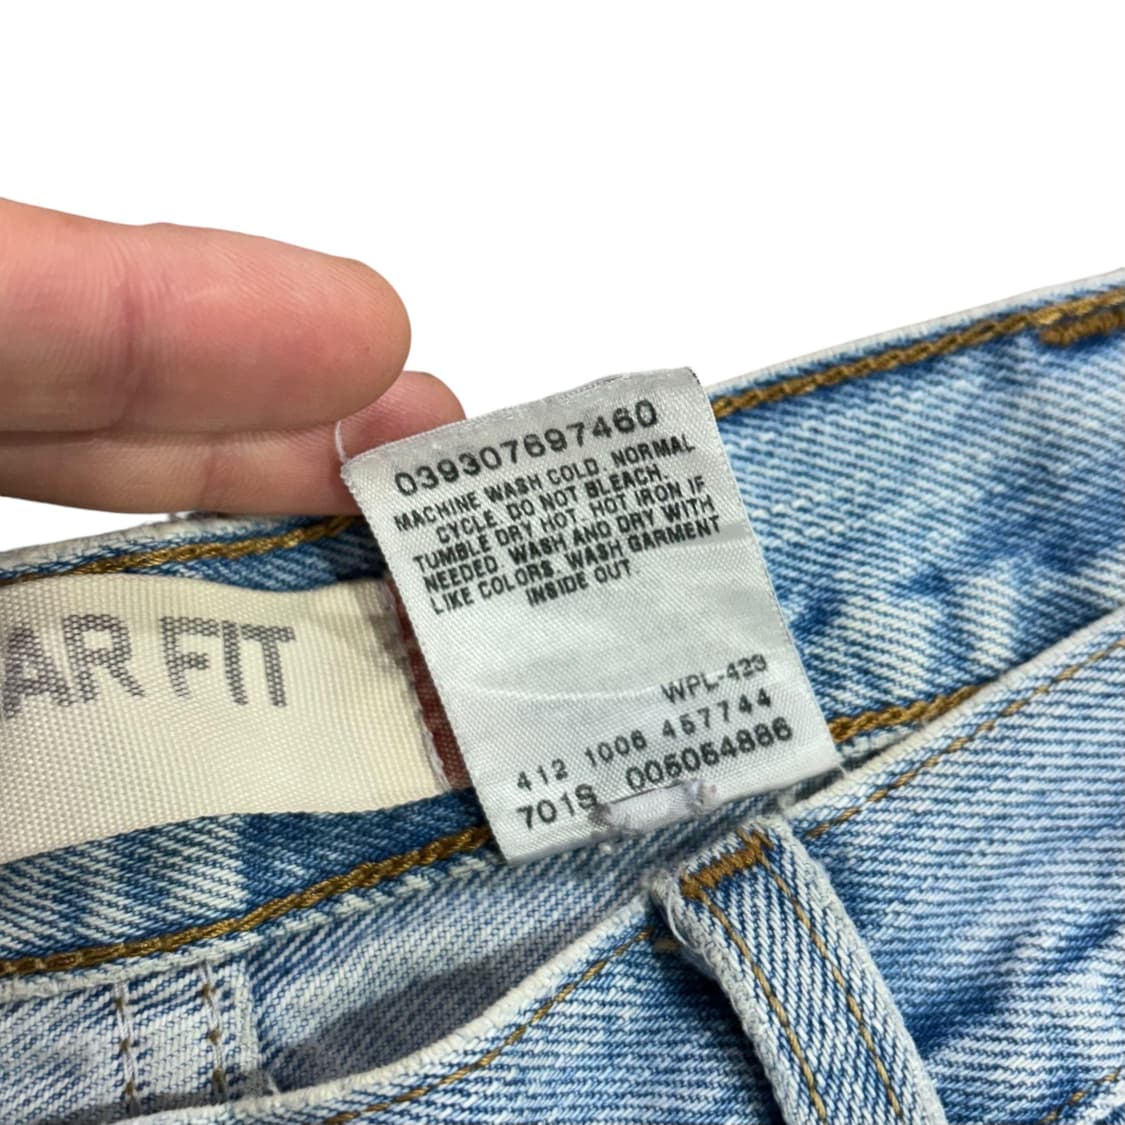 039307697460
MACHINE WASH COLD. NORMAL
CYCLE. DO NOT BLEACH.
TUMBLE DRY HOT. HOT IRON IF
NEEDED. WASH AND DRY WITH
LIKE COLORS. WASH GARMENT
INSIDE OUT.
WPL-423
412 1006 457744
701S 005054886
AR FIT